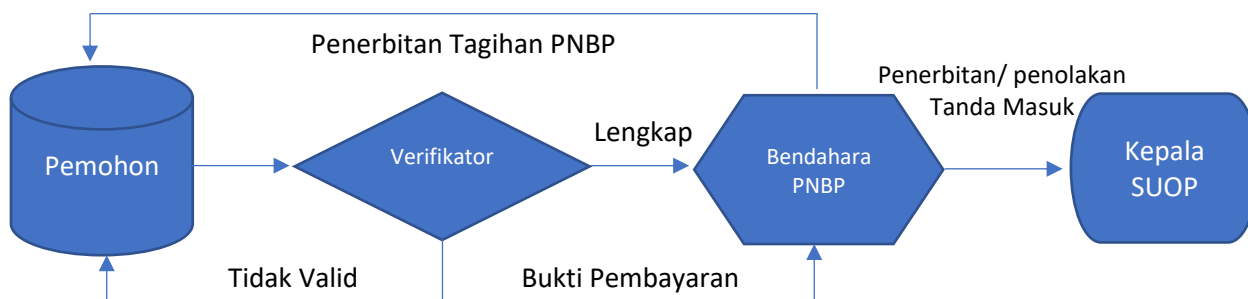 Penerbitan Tagihan PNBP
Penerbitan/ penolakan
Tanda Masuk
Pemohon
Verifikator
Lengkap
Bendahara
PNBP
Kepala
SUOP
Tidak Valid
Bukti Pembayaran